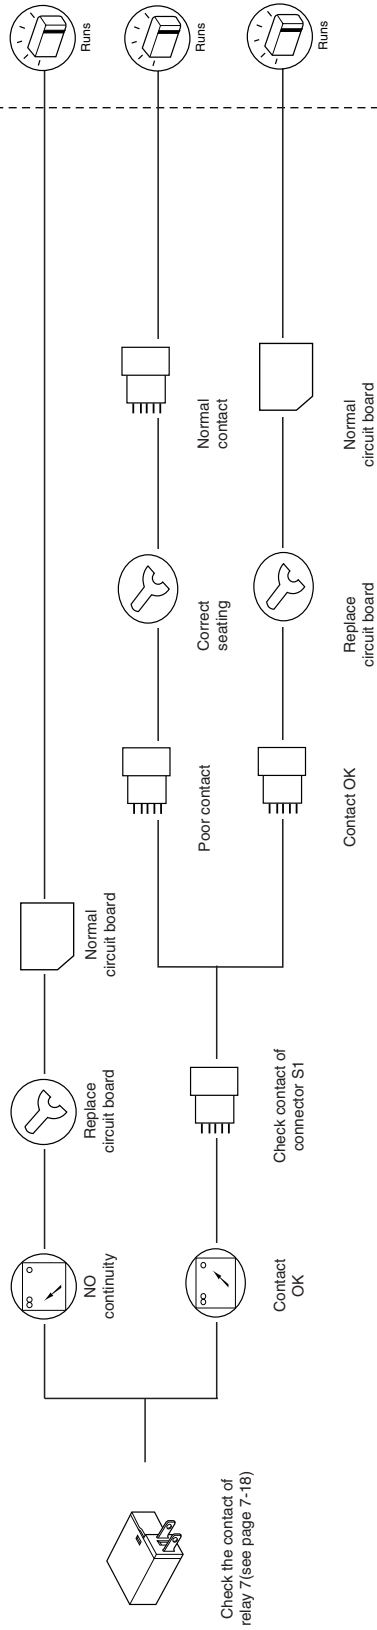 Check the contact of
relay 7(see page 7-18)
NO
continuity
Replace
circuit board
Normal
circuit board
Runs
Contact
OK
Check contact of
connector S1
Poor contact
Correct
seating
Normal
contact
Runs
Contact OK
Replace
circuit board
Normal
circuit board
Runs